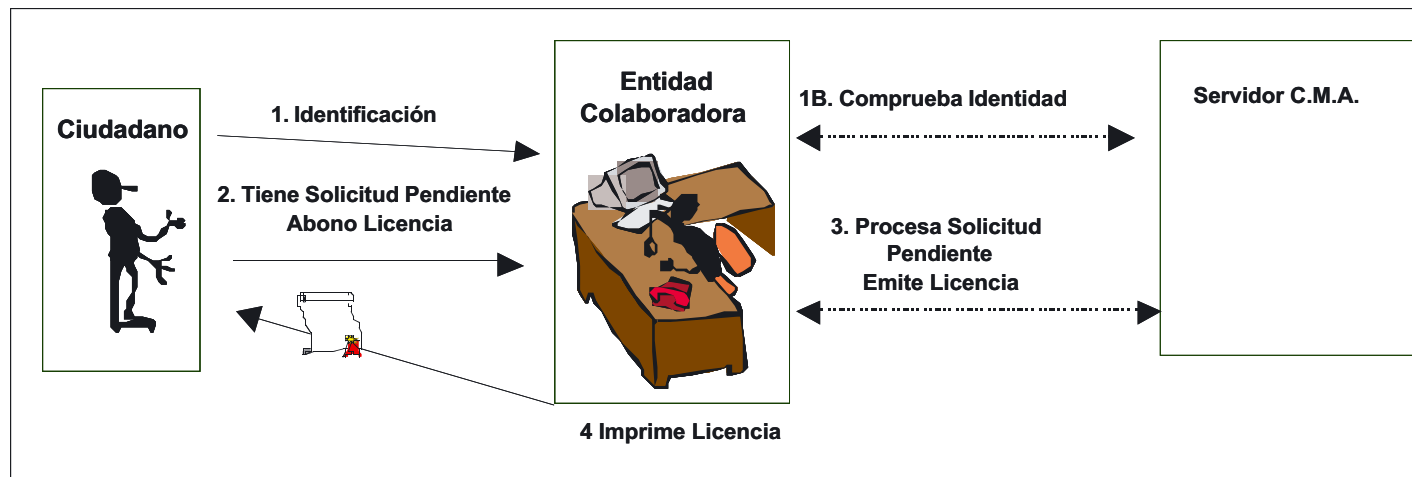 Ciudadano
1. Identificación
2. Tiene Solicitud Pendiente
Abono Licencia
Entidad
Colaboradora
1B. Comprueba Identidad
3. Procesa Solicitud
Pendiente
Emite Licencia
Servidor C.M.A.
4 Imprime Licencia